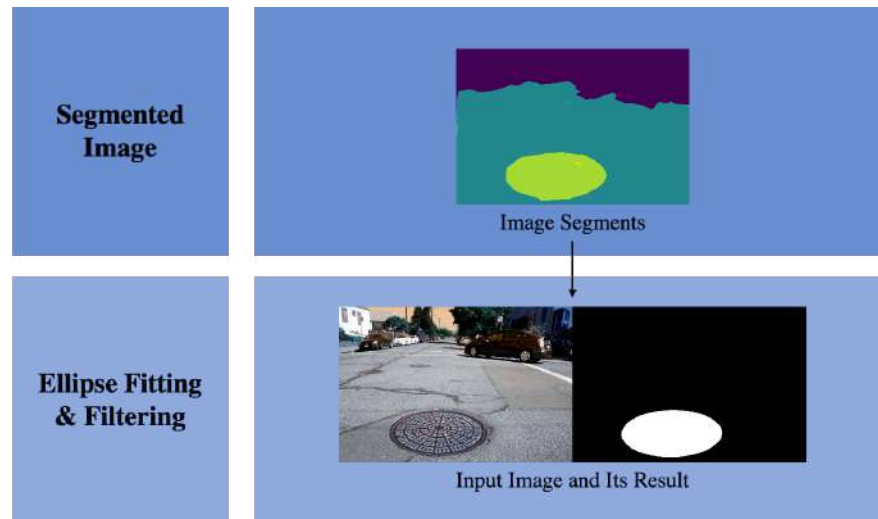 Segmented
Image
Image Segments
Ellipse Fitting
& Filtering
Input Image and Its Result